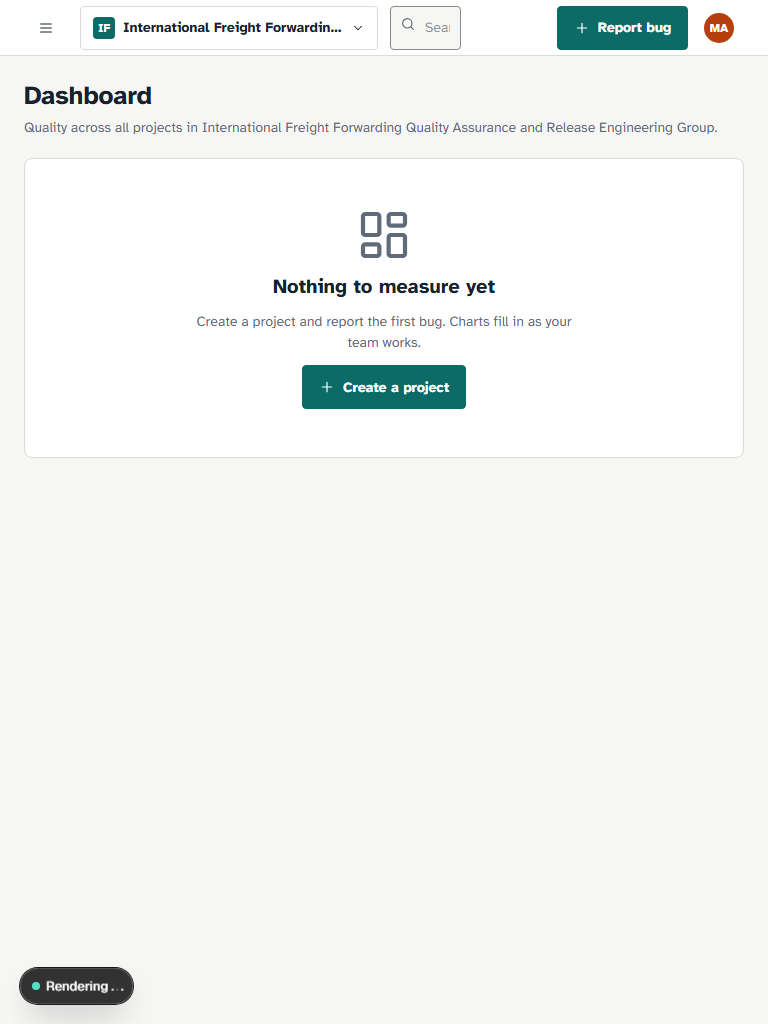 IF International Freight Forwardin...
Sear
+ Report bug
MA
Dashboard
Quality across all projects in International Freight Forwarding Quality Assurance and Release Engineering Group.
Nothing to measure yet
Create a project and report the first bug. Charts fill in as your
team works.
+ Create a project
Rendering ...